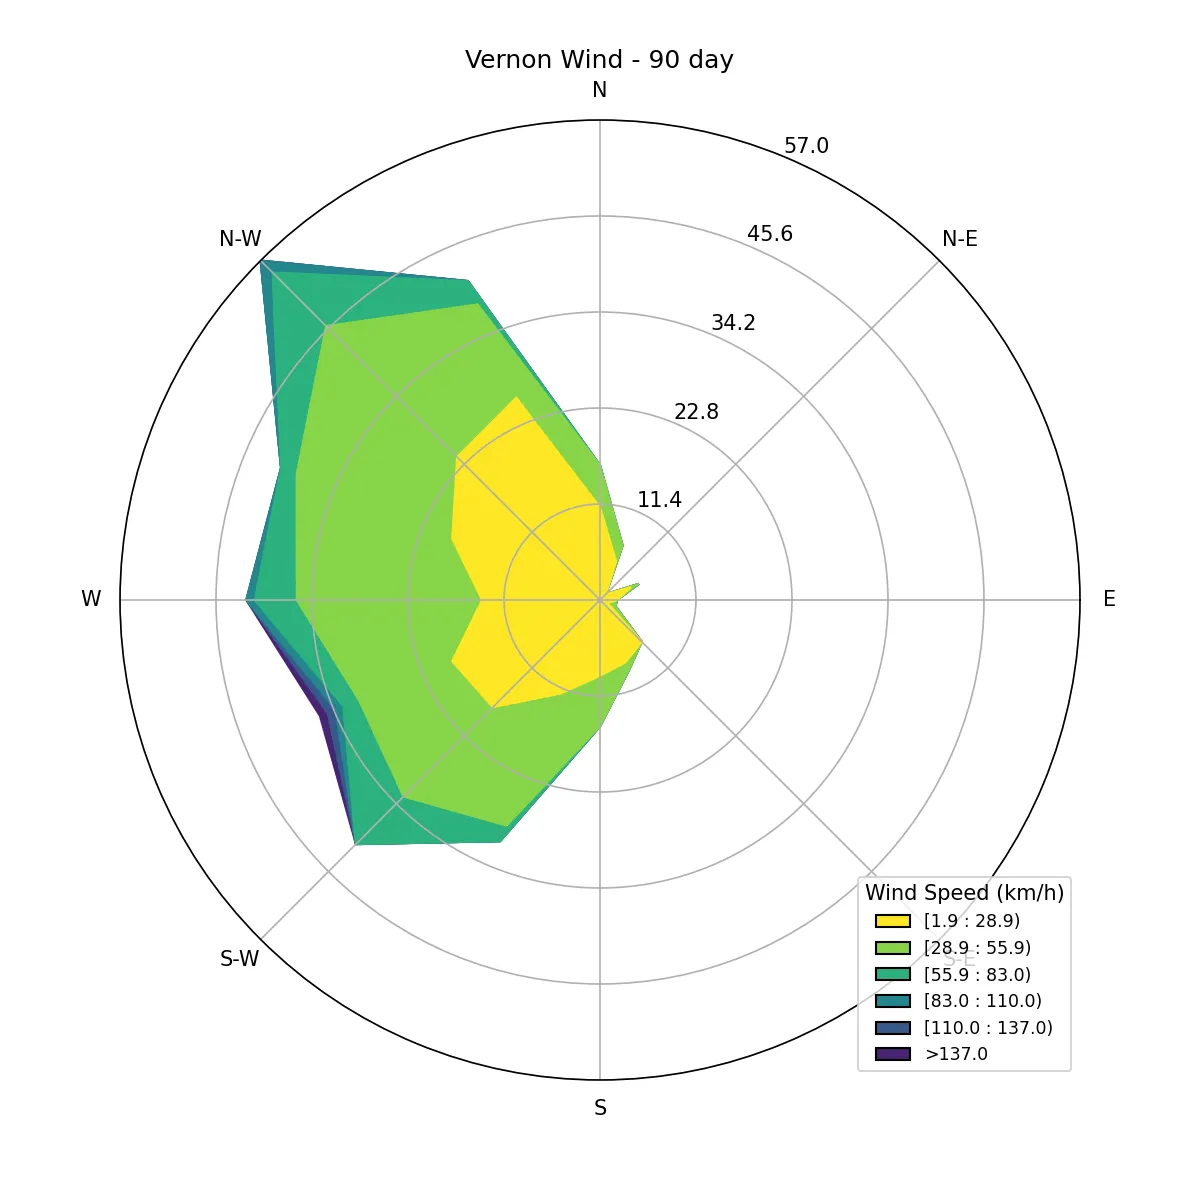 Vernon Wind - 90 day
N
57.0
45.6
N-W
N-E
34.2
22.8
11.4
W
E
Wind Speed (km/h)
[1.9 : 28.9)
[28.9 : 55.9)
S-W
S-E
[55.9 : 83.0)
[83.0 : 110.0)
[110.0 : 137.0)
>137.0
S